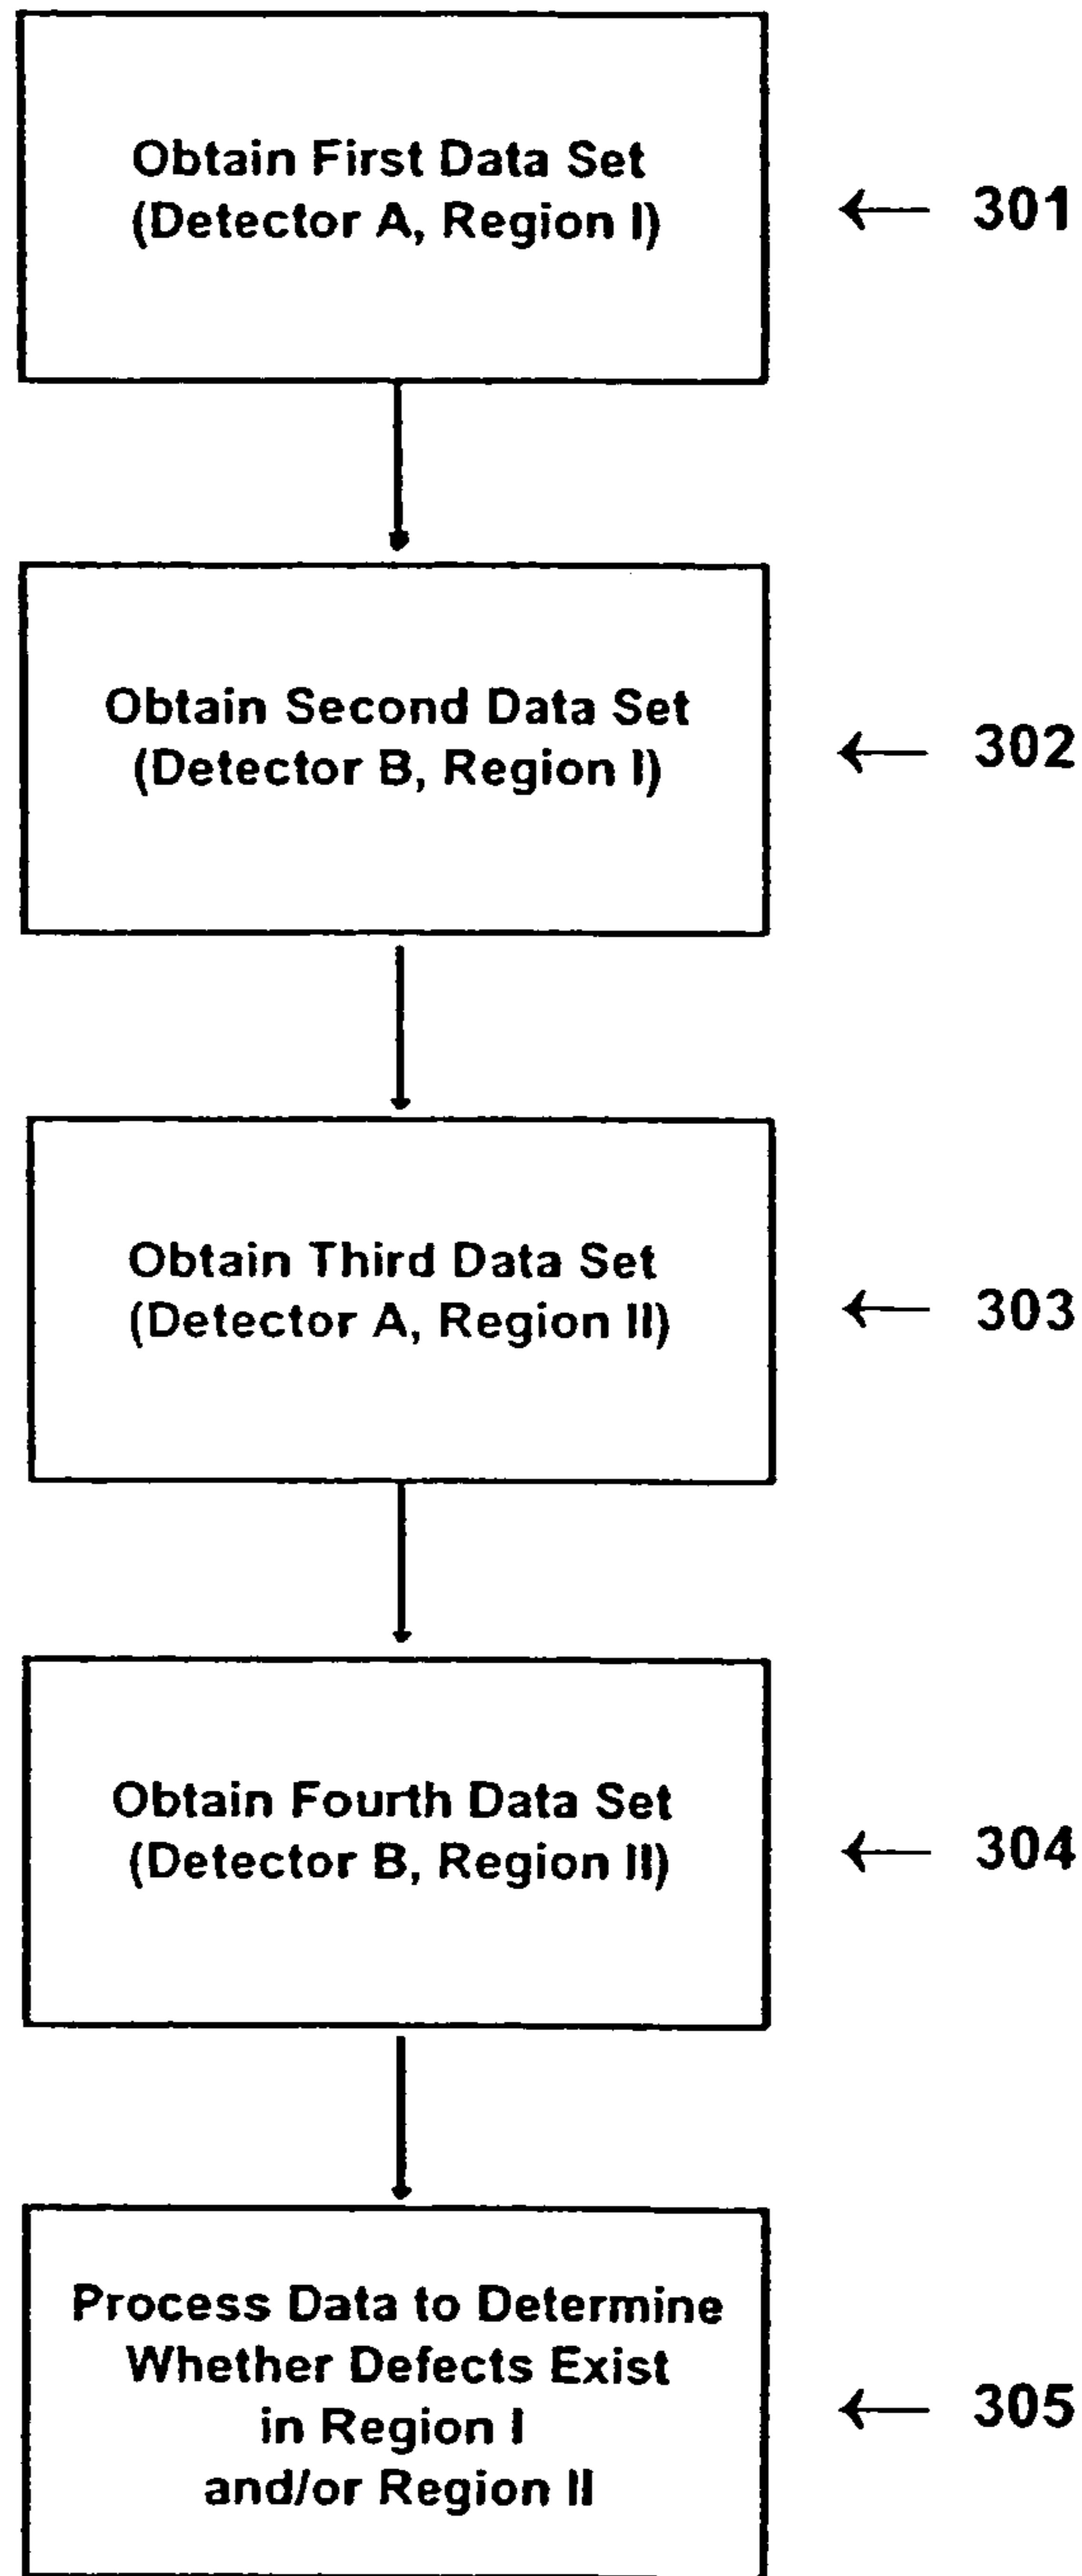 Obtain First Data Set
(Detector A, Region I)
← 301
Obtain Second Data Set
(Detector B, Region I)
← 302
Obtain Third Data Set
(Detector A, Region II)
← 303
Obtain Fourth Data Set
(Detector B, Region II)
← 304
Process Data to Determine
Whether Defects Exist
in Region I
and/or Region II
← 305